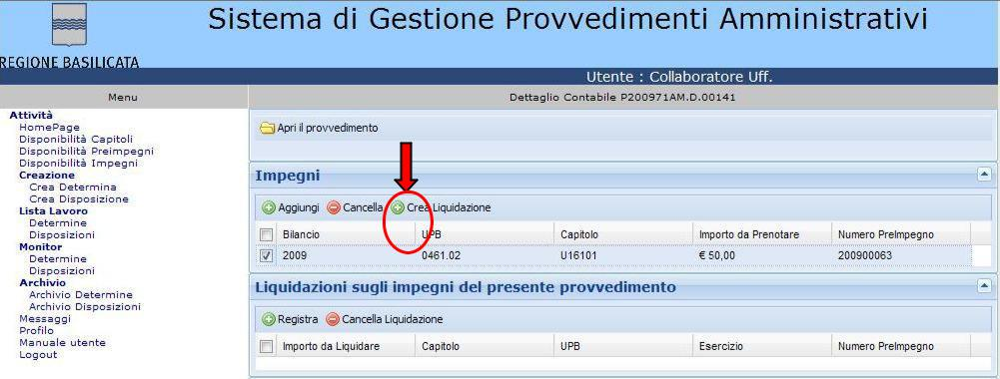 Sistema di Gestione Provvedimenti Amministrativi
REGIONE BASILICATA
Utente : Collaboratore Uff.
Menu
Dettaglio Contabile P200971AM.D.00141
Attività
HomePage
Disponibilità Capitoli
Disponibilità Preimpegni
Disponibilità Impegni
Creazione
Crea Determina
Crea Disposizione
Lista Lavoro
Determine
Disposizioni
Monitor
Determine
Disposizioni
Archivio
Archivio Determine
Archivio Disposizioni
Messaggi
Profilo
Manuale utente
Logout
Apri il provvedimento
Impegni
Aggiungi Cancella Crea Liquidazione
Bilancio UPB Capitolo Importo da Prenotare Numero PreImpegno
2009 0461.02 U16101 € 50,00 200900063
Liquidazioni sugli impegni del presente provvedimento
Registra Cancella Liquidazione
Importo da Liquidare Capitolo UPB Esercizio Numero PreImpegno